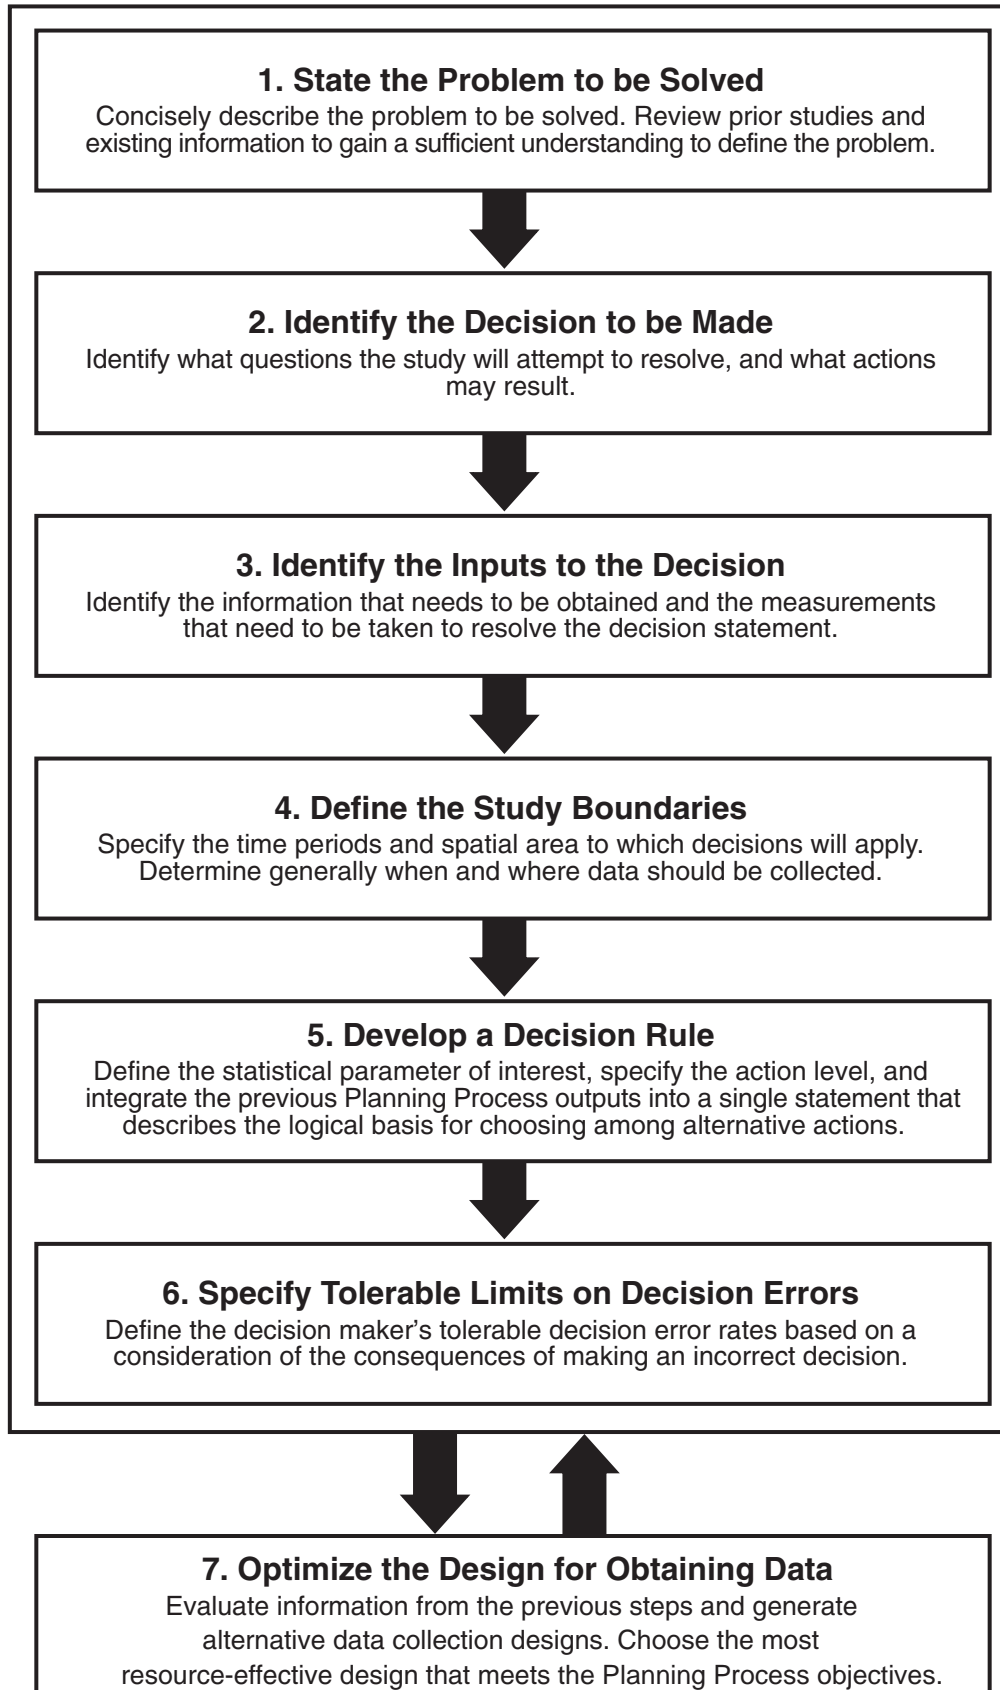 1. State the Problem to be Solved
Concisely describe the problem to be solved. Review prior studies and
existing information to gain a sufficient understanding to define the problem.
2. Identify the Decision to be Made
Identify what questions the study will attempt to resolve, and what actions
may result.
3. Identify the Inputs to the Decision
Identify the information that needs to be obtained and the measurements
that need to be taken to resolve the decision statement.
4. Define the Study Boundaries
Specify the time periods and spatial area to which decisions will apply.
Determine generally when and where data should be collected.
5. Develop a Decision Rule
Define the statistical parameter of interest, specify the action level, and
integrate the previous Planning Process outputs into a single statement that
describes the logical basis for choosing among alternative actions.
6. Specify Tolerable Limits on Decision Errors
Define the decision maker’s tolerable decision error rates based on a
consideration of the consequences of making an incorrect decision.
7. Optimize the Design for Obtaining Data
Evaluate information from the previous steps and generate
alternative data collection designs. Choose the most
resource-effective design that meets the Planning Process objectives.